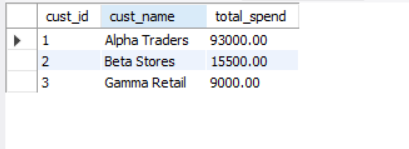 cust_id cust_name total_spend
1 Alpha Traders 93000.00
2 Beta Stores 15500.00
3 Gamma Retail 9000.00